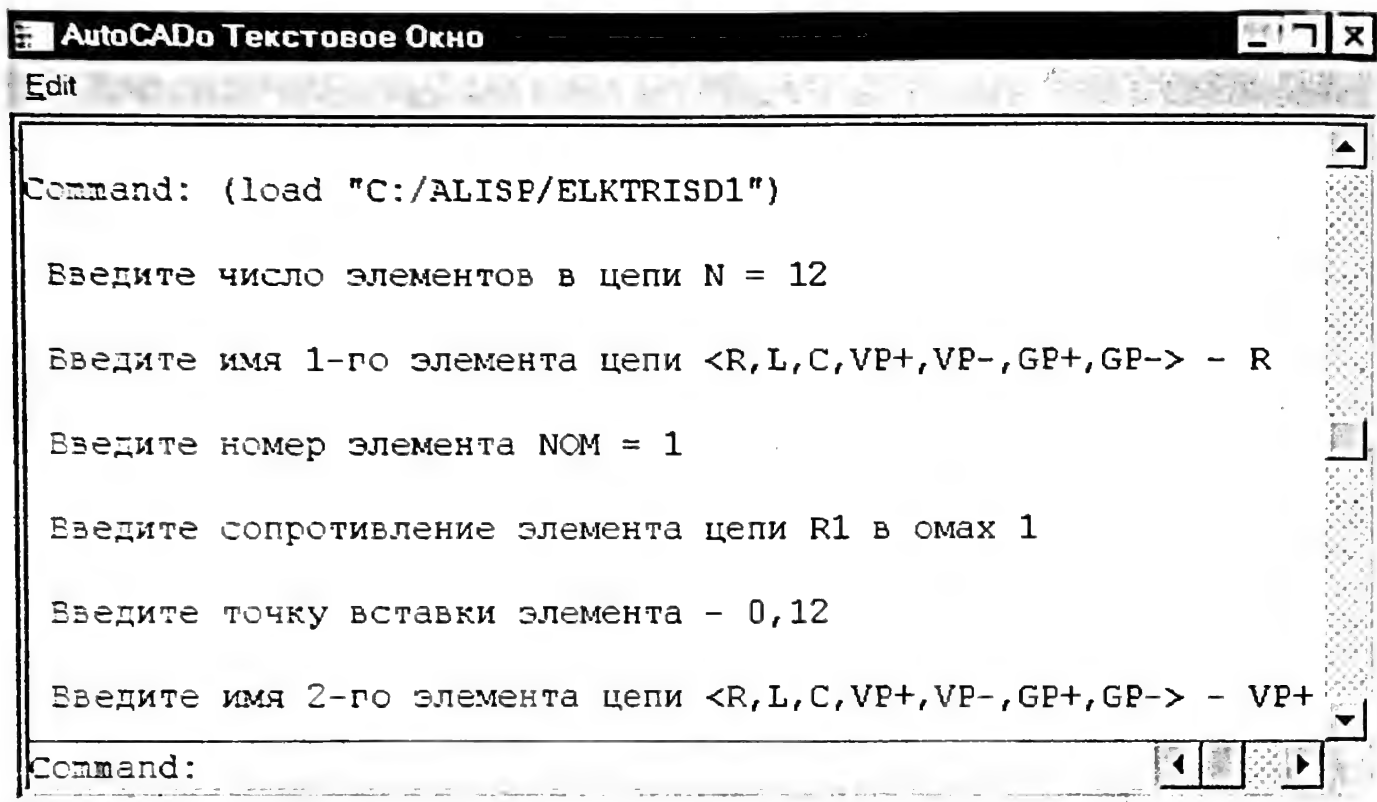 AutoCADo Текстовое Окно
Edit
Command: (load "C:/ALISP/ELKTRISD1")
Введите число элементов в цепи N = 12
Введите имя 1-го элемента цепи <R,L,C,VP+,VP-,GP+,GP-> - R
Введите номер элемента NOM = 1
Введите сопротивление элемента цепи R1 в омах 1
Введите точку вставки элемента - 0,12
Введите имя 2-го элемента цепи <R,L,C,VP+,VP-,GP+,GP-> - VP+
Command: